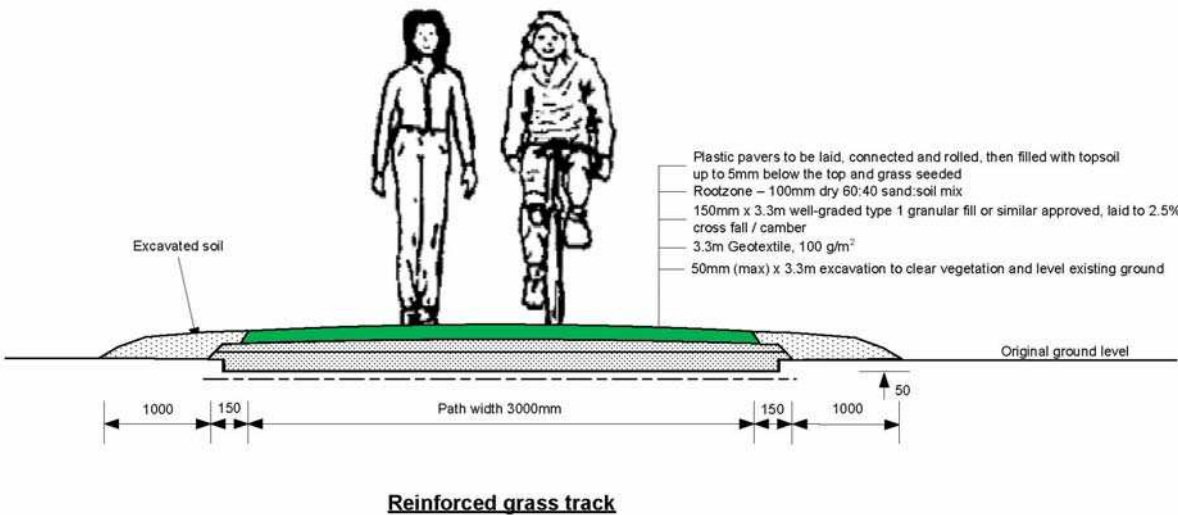 Plastic pavers to be laid, connected and rolled, then filled with topsoil
up to 5mm below the top and grass seeded
Rootzone – 100mm dry 60:40 sand:soil mix
150mm x 3.3m well-graded type 1 granular fill or similar approved, laid to 2.5%
cross fall / camber
3.3m Geotextile, 100 g/m²
50mm (max) x 3.3m excavation to clear vegetation and level existing ground
Excavated soil
Original ground level
50
1000
150
Path width 3000mm
150
1000
Reinforced grass track